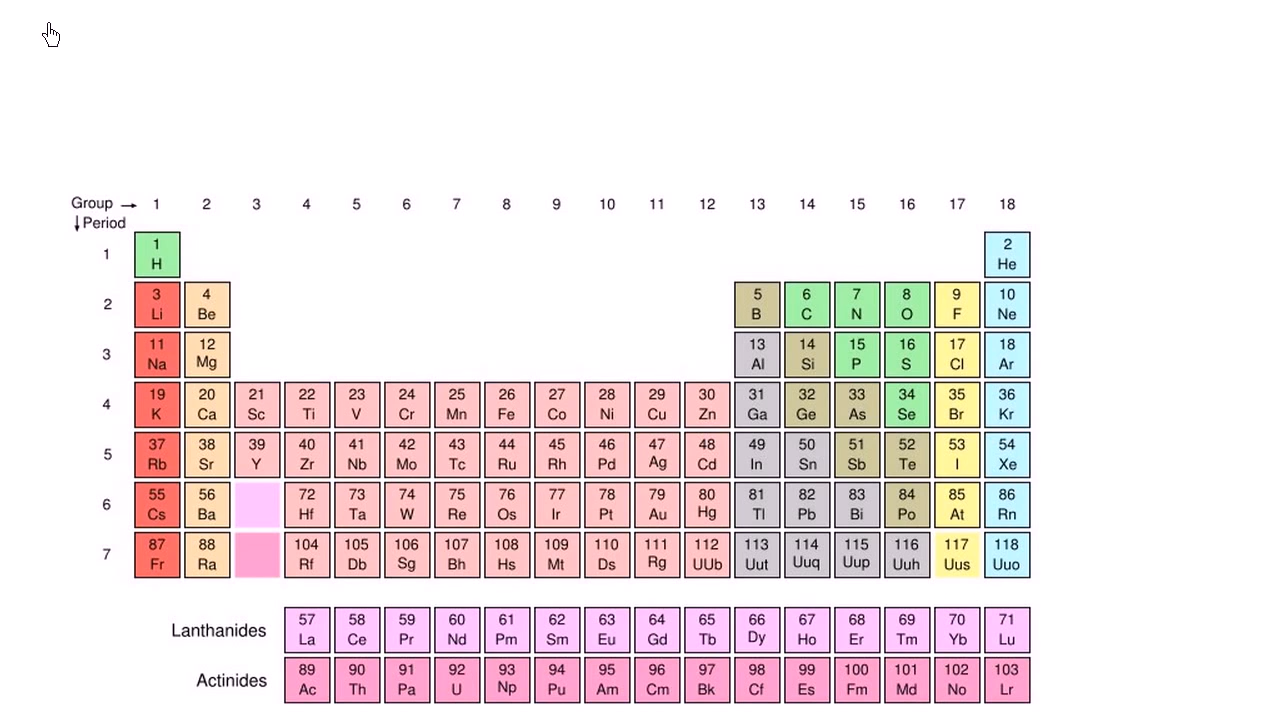 Group → 1 2 3 4 5 6 7 8 9 10 11 12 13 14 15 16 17 18
↓ Period
1 1 H 2 He
2 3 Li 4 Be 5 B 6 C 7 N 8 O 9 F 10 Ne
3 11 Na 12 Mg 13 Al 14 Si 15 P 16 S 17 Cl 18 Ar
4 19 K 20 Ca 21 Sc 22 Ti 23 V 24 Cr 25 Mn 26 Fe 27 Co 28 Ni 29 Cu 30 Zn 31 Ga 32 Ge 33 As 34 Se 35 Br 36 Kr
5 37 Rb 38 Sr 39 Y 40 Zr 41 Nb 42 Mo 43 Tc 44 Ru 45 Rh 46 Pd 47 Ag 48 Cd 49 In 50 Sn 51 Sb 52 Te 53 I 54 Xe
6 55 Cs 56 Ba 72 Hf 73 Ta 74 W 75 Re 76 Os 77 Ir 78 Pt 79 Au 80 Hg 81 Tl 82 Pb 83 Bi 84 Po 85 At 86 Rn
7 87 Fr 88 Ra 104 Rf 105 Db 106 Sg 107 Bh 108 Hs 109 Mt 110 Ds 111 Rg 112 UUb 113 Uut 114 Uuq 115 Uup 116 Uuh 117 Uus 118 Uuo
Lanthanides 57 La 58 Ce 59 Pr 60 Nd 61 Pm 62 Sm 63 Eu 64 Gd 65 Tb 66 Dy 67 Ho 68 Er 69 Tm 70 Yb 71 Lu
Actinides 89 Ac 90 Th 91 Pa 92 U 93 Np 94 Pu 95 Am 96 Cm 97 Bk 98 Cf 99 Es 100 Fm 101 Md 102 No 103 Lr